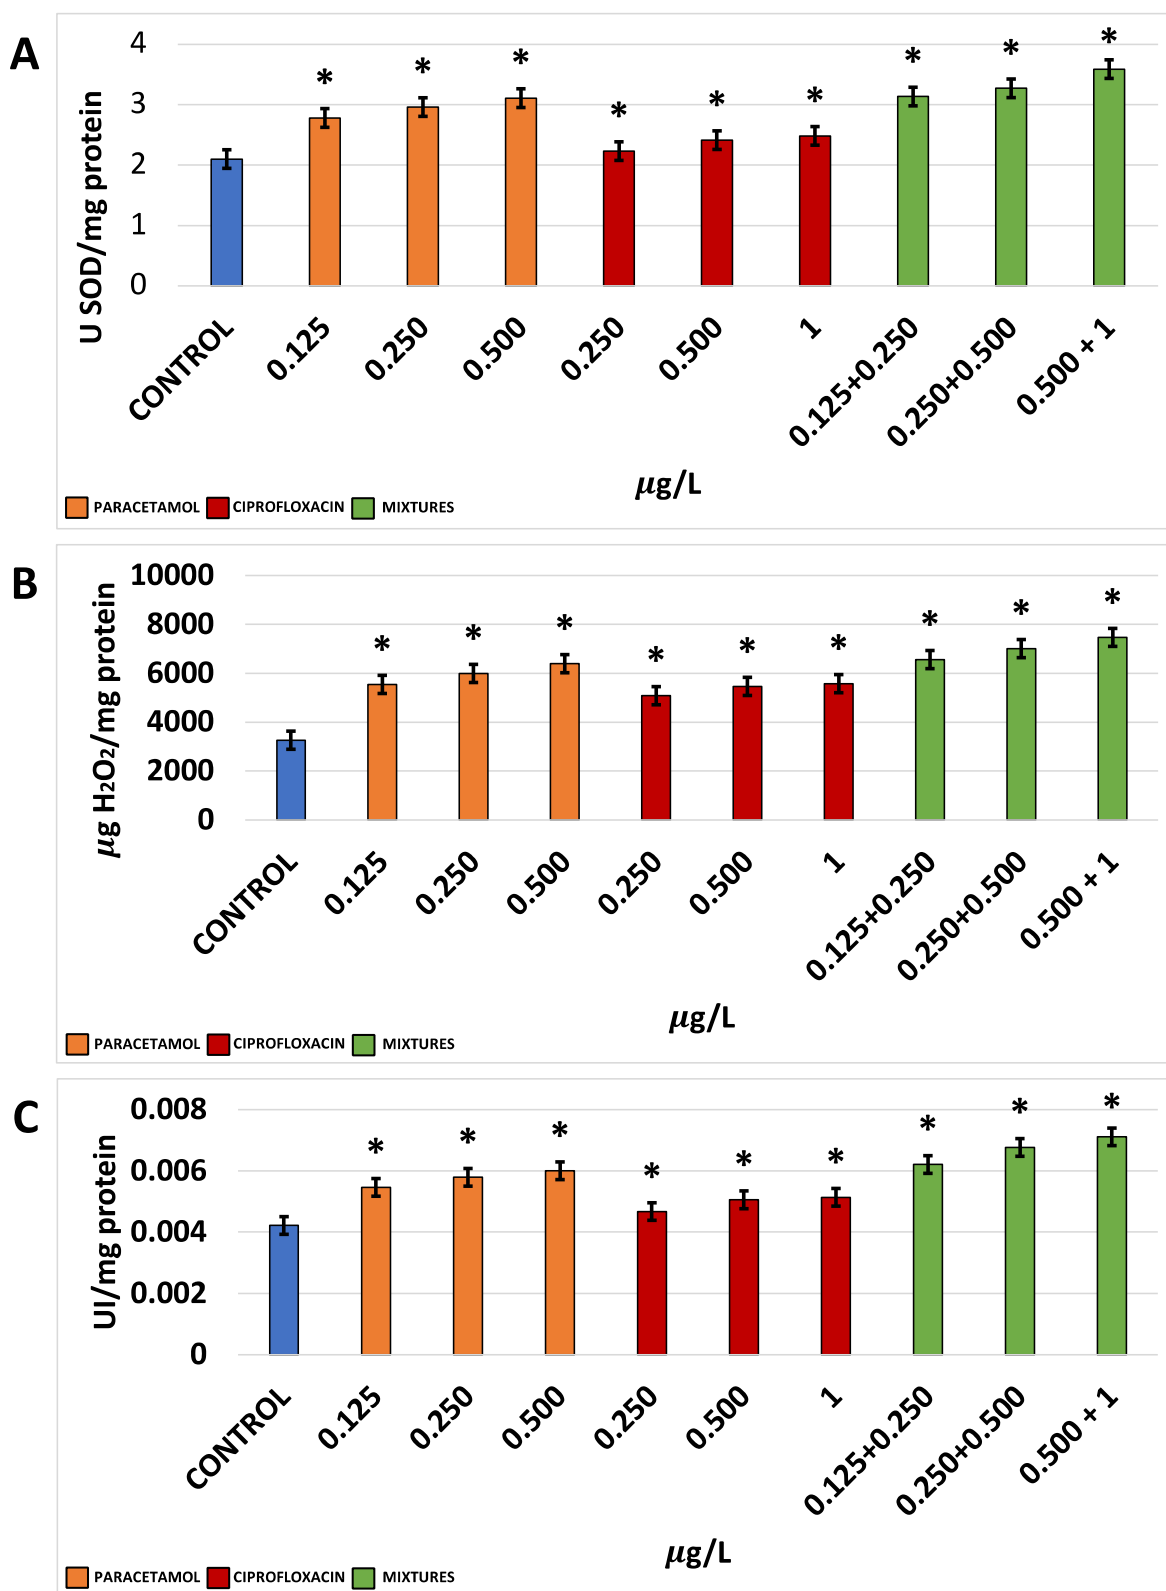 A
U SOD/mg protein
4
3
2
1
0
* * * * * * * * *
CONTROL 0.125 0.250 0.500 0.250 0.500 1 0.125+0.250 0.250+0.500 0.500 + 1
µg/L
PARACETAMOL CIPROFLOXACIN MIXTURES
B
µg H₂O₂/mg protein
10000
8000
6000
4000
2000
0
* * * * * * * * *
CONTROL 0.125 0.250 0.500 0.250 0.500 1 0.125+0.250 0.250+0.500 0.500 + 1
µg/L
PARACETAMOL CIPROFLOXACIN MIXTURES
C
UI/mg protein
0.008
0.006
0.004
0.002
0
* * * * * * * * *
CONTROL 0.125 0.250 0.500 0.250 0.500 1 0.125+0.250 0.250+0.500 0.500 + 1
µg/L
PARACETAMOL CIPROFLOXACIN MIXTURES